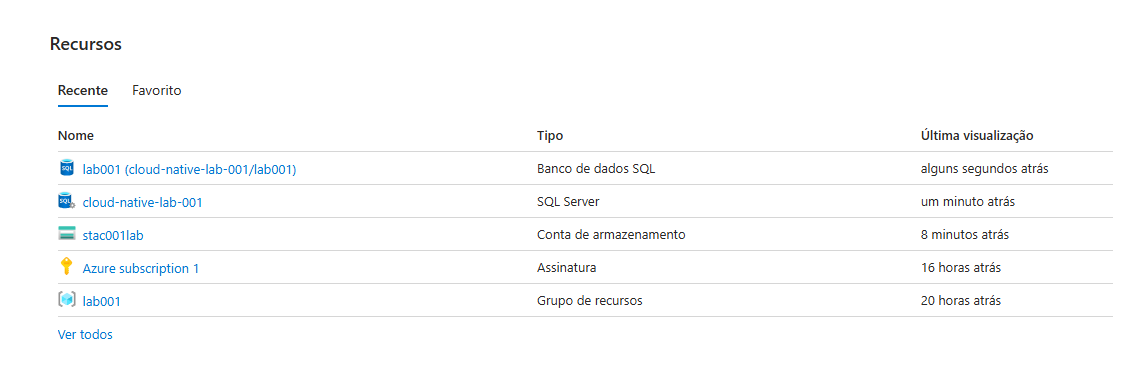 Recursos
Recente Favorito
Nome Tipo Última visualização
SQL lab001 (cloud-native-lab-001/lab001) Banco de dados SQL alguns segundos atrás
SQL cloud-native-lab-001 SQL Server um minuto atrás
stac001lab Conta de armazenamento 8 minutos atrás
Azure subscription 1 Assinatura 16 horas atrás
lab001 Grupo de recursos 20 horas atrás
Ver todos